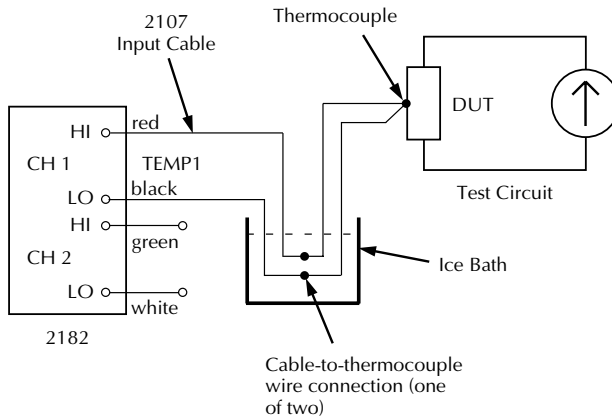 2107
Input Cable
Thermocouple
DUT
Test Circuit
HI
red
CH 1
TEMP1
LO
black
HI
green
CH 2
LO
white
2182
Ice Bath
Cable-to-thermocouple
wire connection (one
of two)